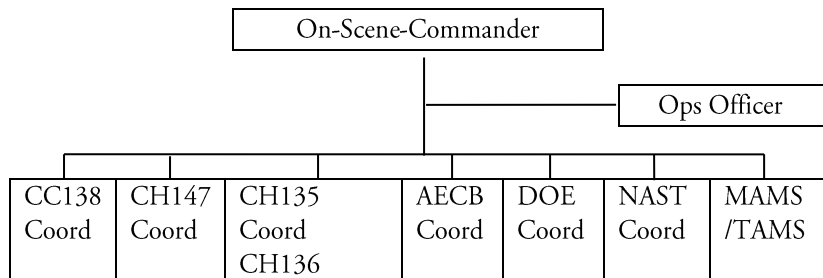 On-Scene-Commander
Ops Officer
CC138
Coord
CH147
Coord
CH135
Coord
CH136
AECB
Coord
DOE
Coord
NAST
Coord
MAMS
/TAMS